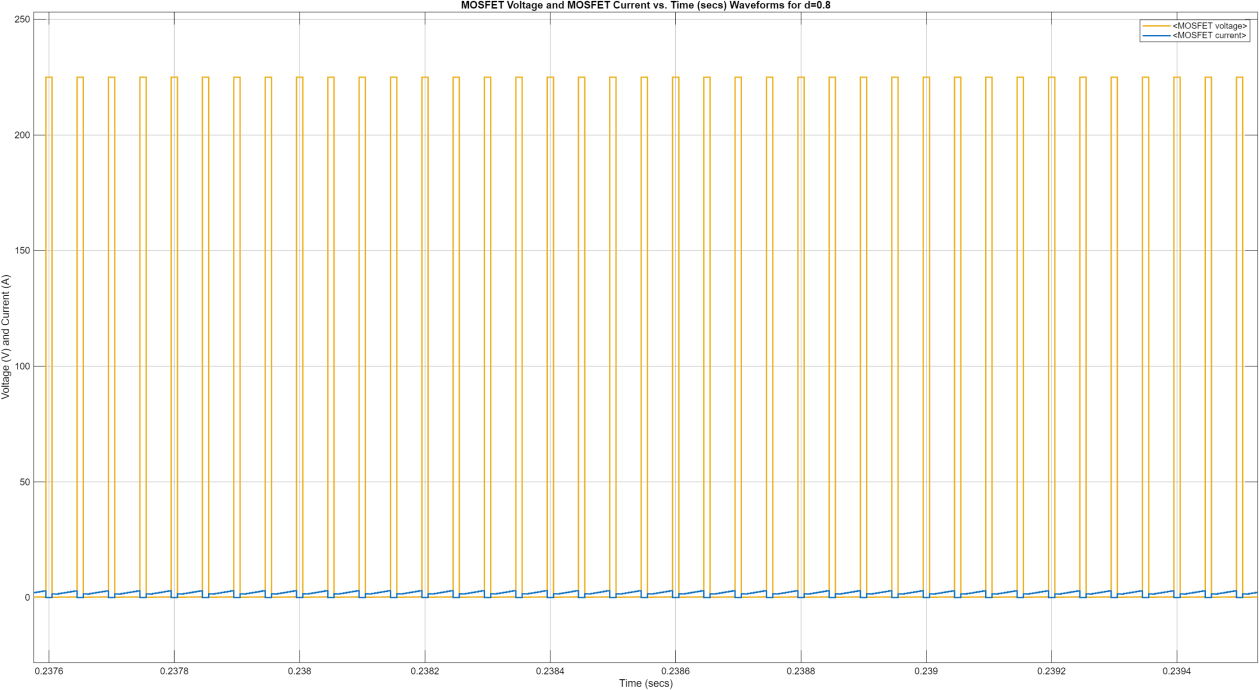 MOSFET Voltage and MOSFET Current vs. Time (secs) Waveforms for d=0.8
<MOSFET voltage>
<MOSFET current>
250
200
150
100
50
0
Voltage (V) and Current (A)
0.2376 0.2378 0.238 0.2382 0.2384 0.2386 0.2388 0.239 0.2392 0.2394
Time (secs)